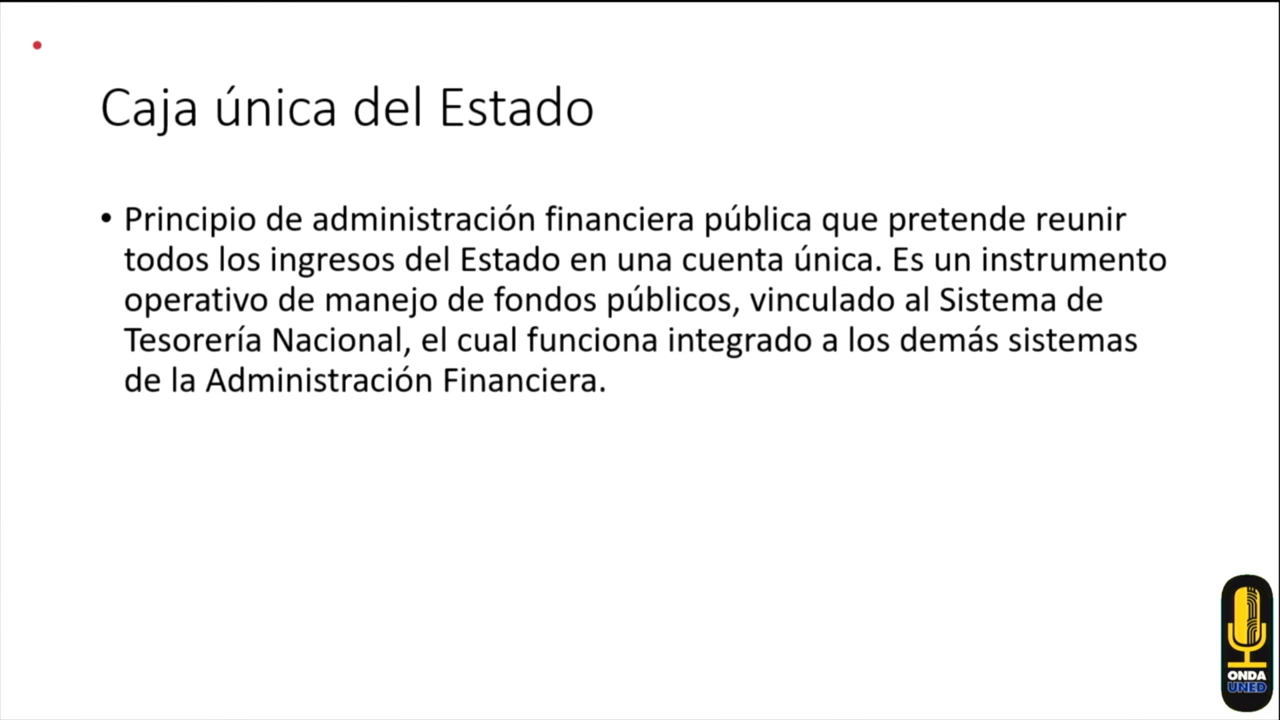 Caja única del Estado
• Principio de administración financiera pública que pretende reunir
todos los ingresos del Estado en una cuenta única. Es un instrumento
operativo de manejo de fondos públicos, vinculado al Sistema de
Tesorería Nacional, el cual funciona integrado a los demás sistemas
de la Administración Financiera.
ONDA
UNED